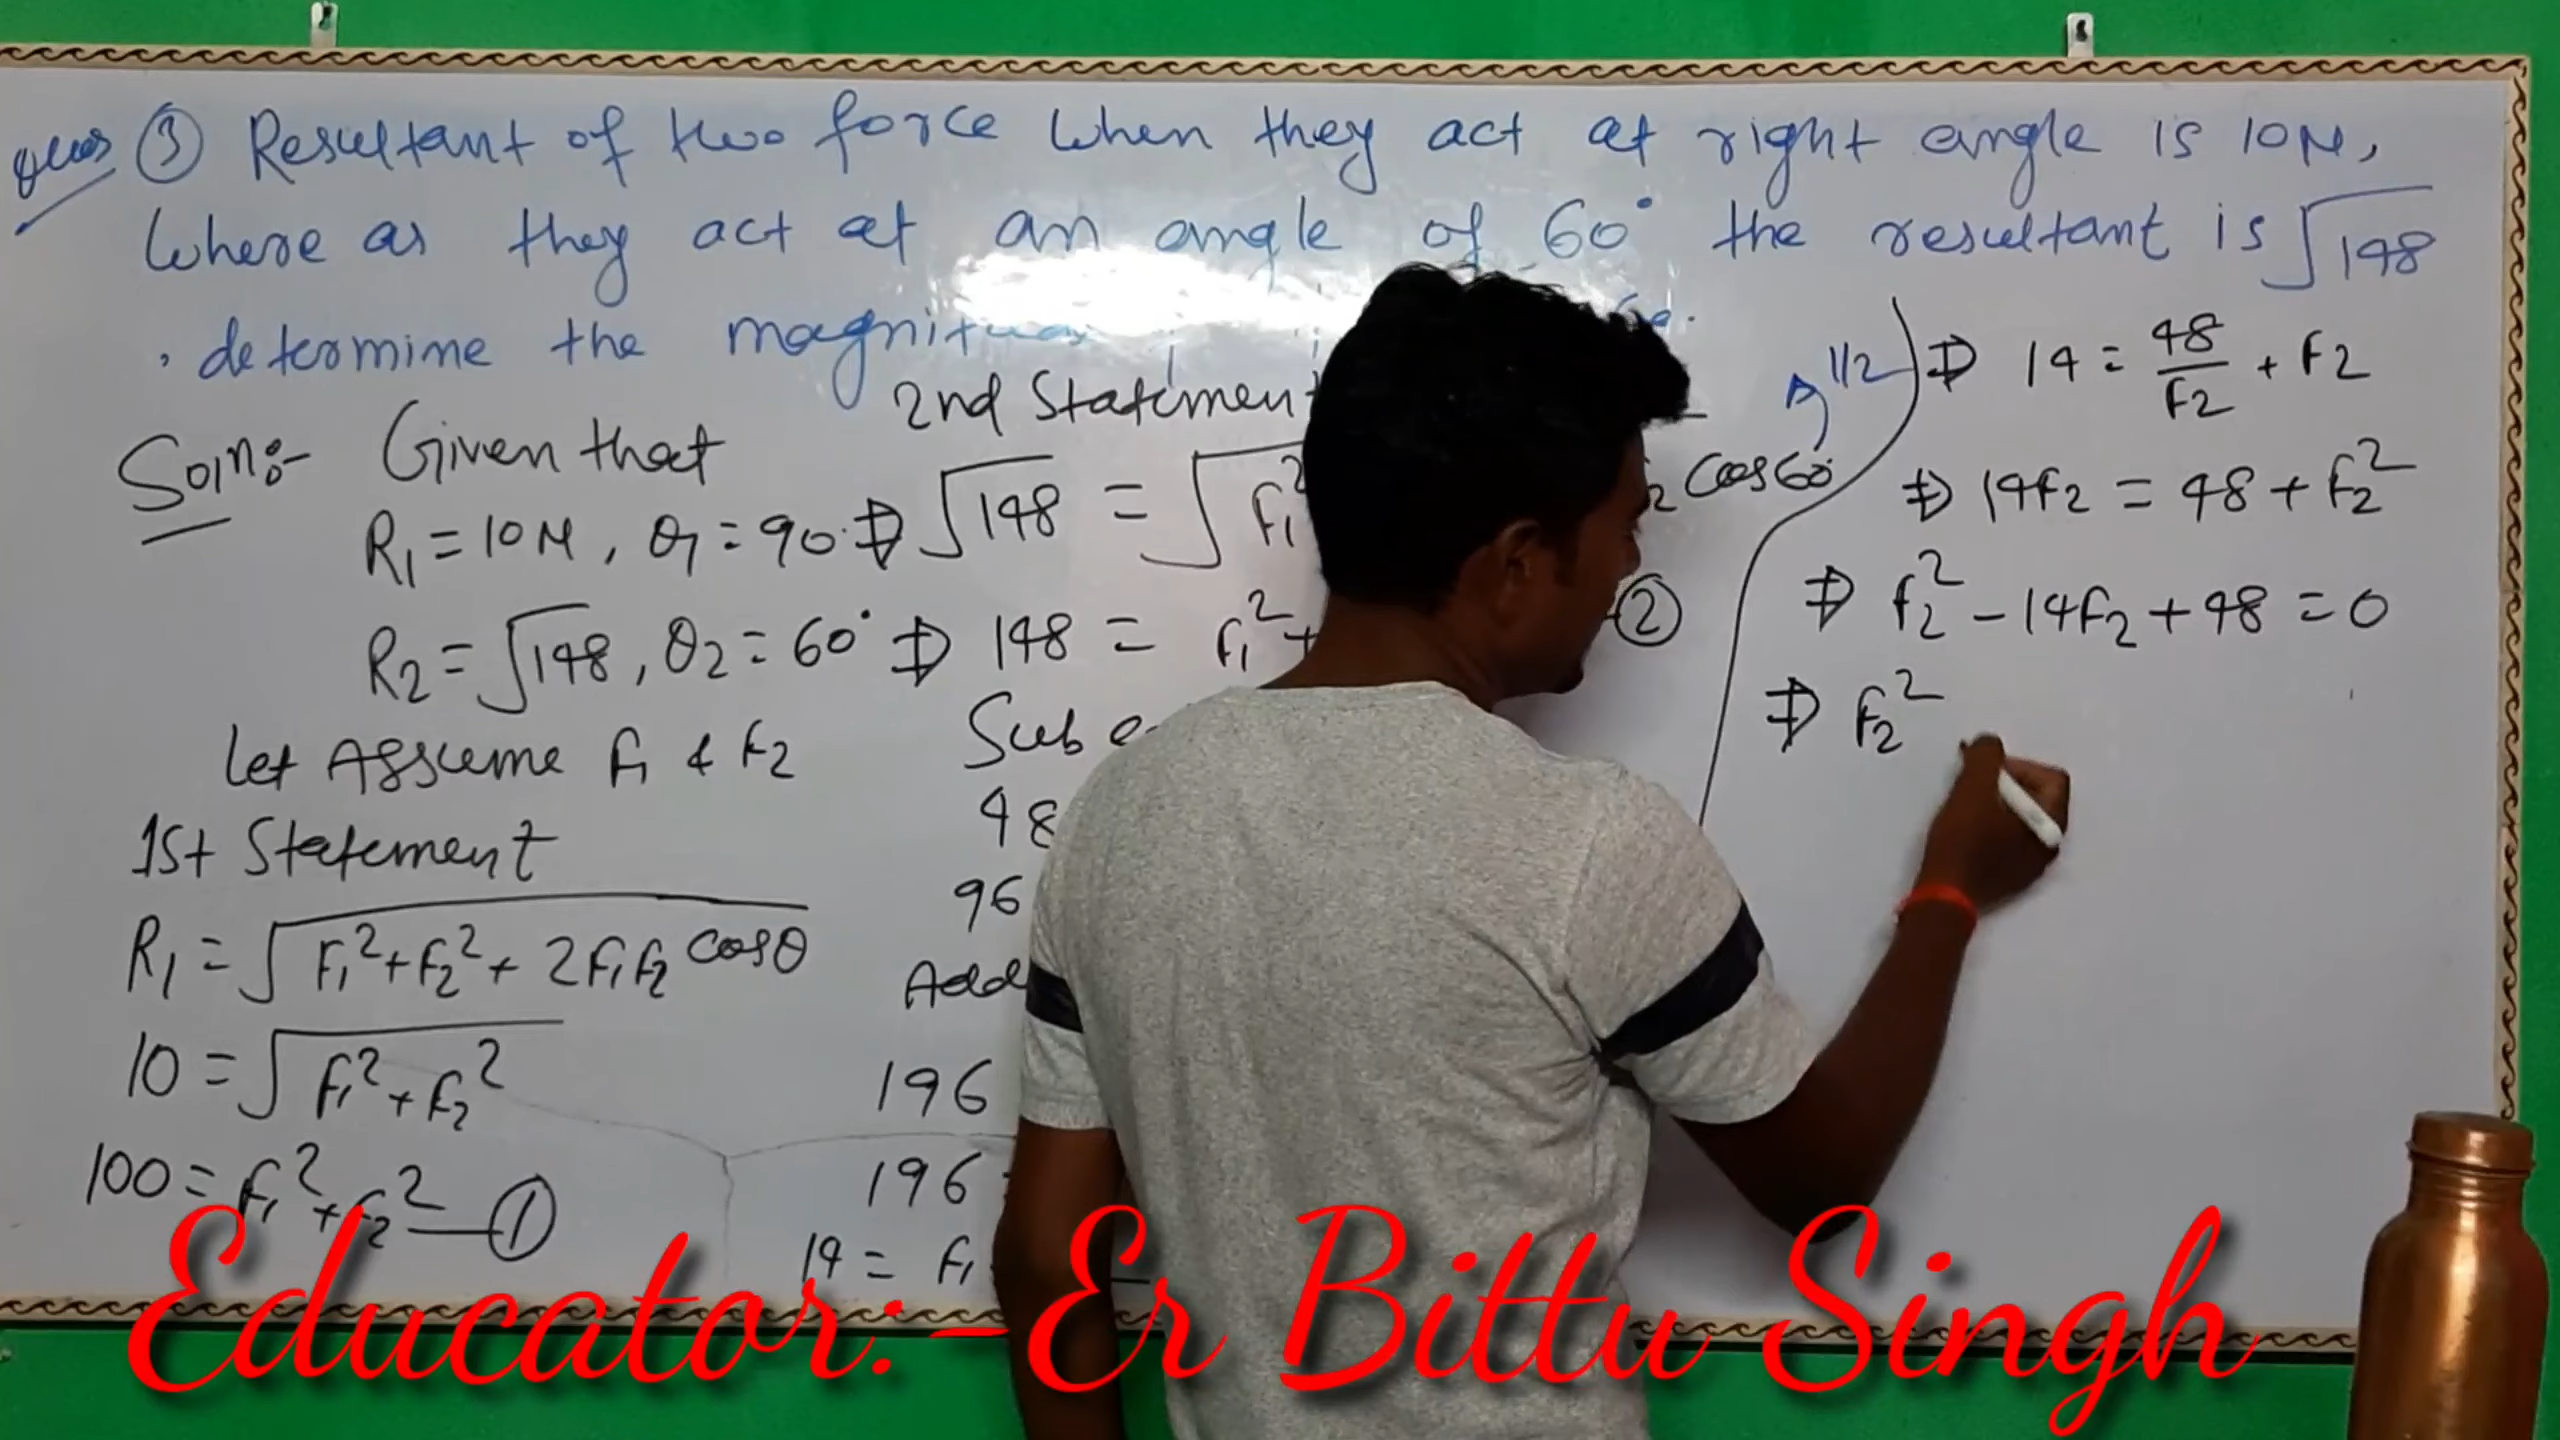 Ques ③ Resultant of two force when they act at right angle is 10N,
Where as they act at an angle of 60° the resultant is √148
, determine the
Soln:- Given that
R₁ = 10N, θ₁ = 90°
R₂ = √148, θ₂ = 60°
Let Assume F₁ & F₂
1st Statement
R₁ = √F₁²+F₂²+2F₁F₂ cosθ
10 = √F₁²+F₂²
100 = F₁²+F₂² — ①
2nd Statement
⇒ √148 = √F₁² ₂ cos60° 1/2
⇒ 148 = F₁²+ - ②
Sub
48
96
Add
196
196 =
14 = F₁
⇒ 14 = 48/F2 + F2
⇒ 14F2 = 48 + F₂²
⇒ F₂² - 14F2 + 48 = 0
⇒ F₂²
Educator:-Er Bittu Singh